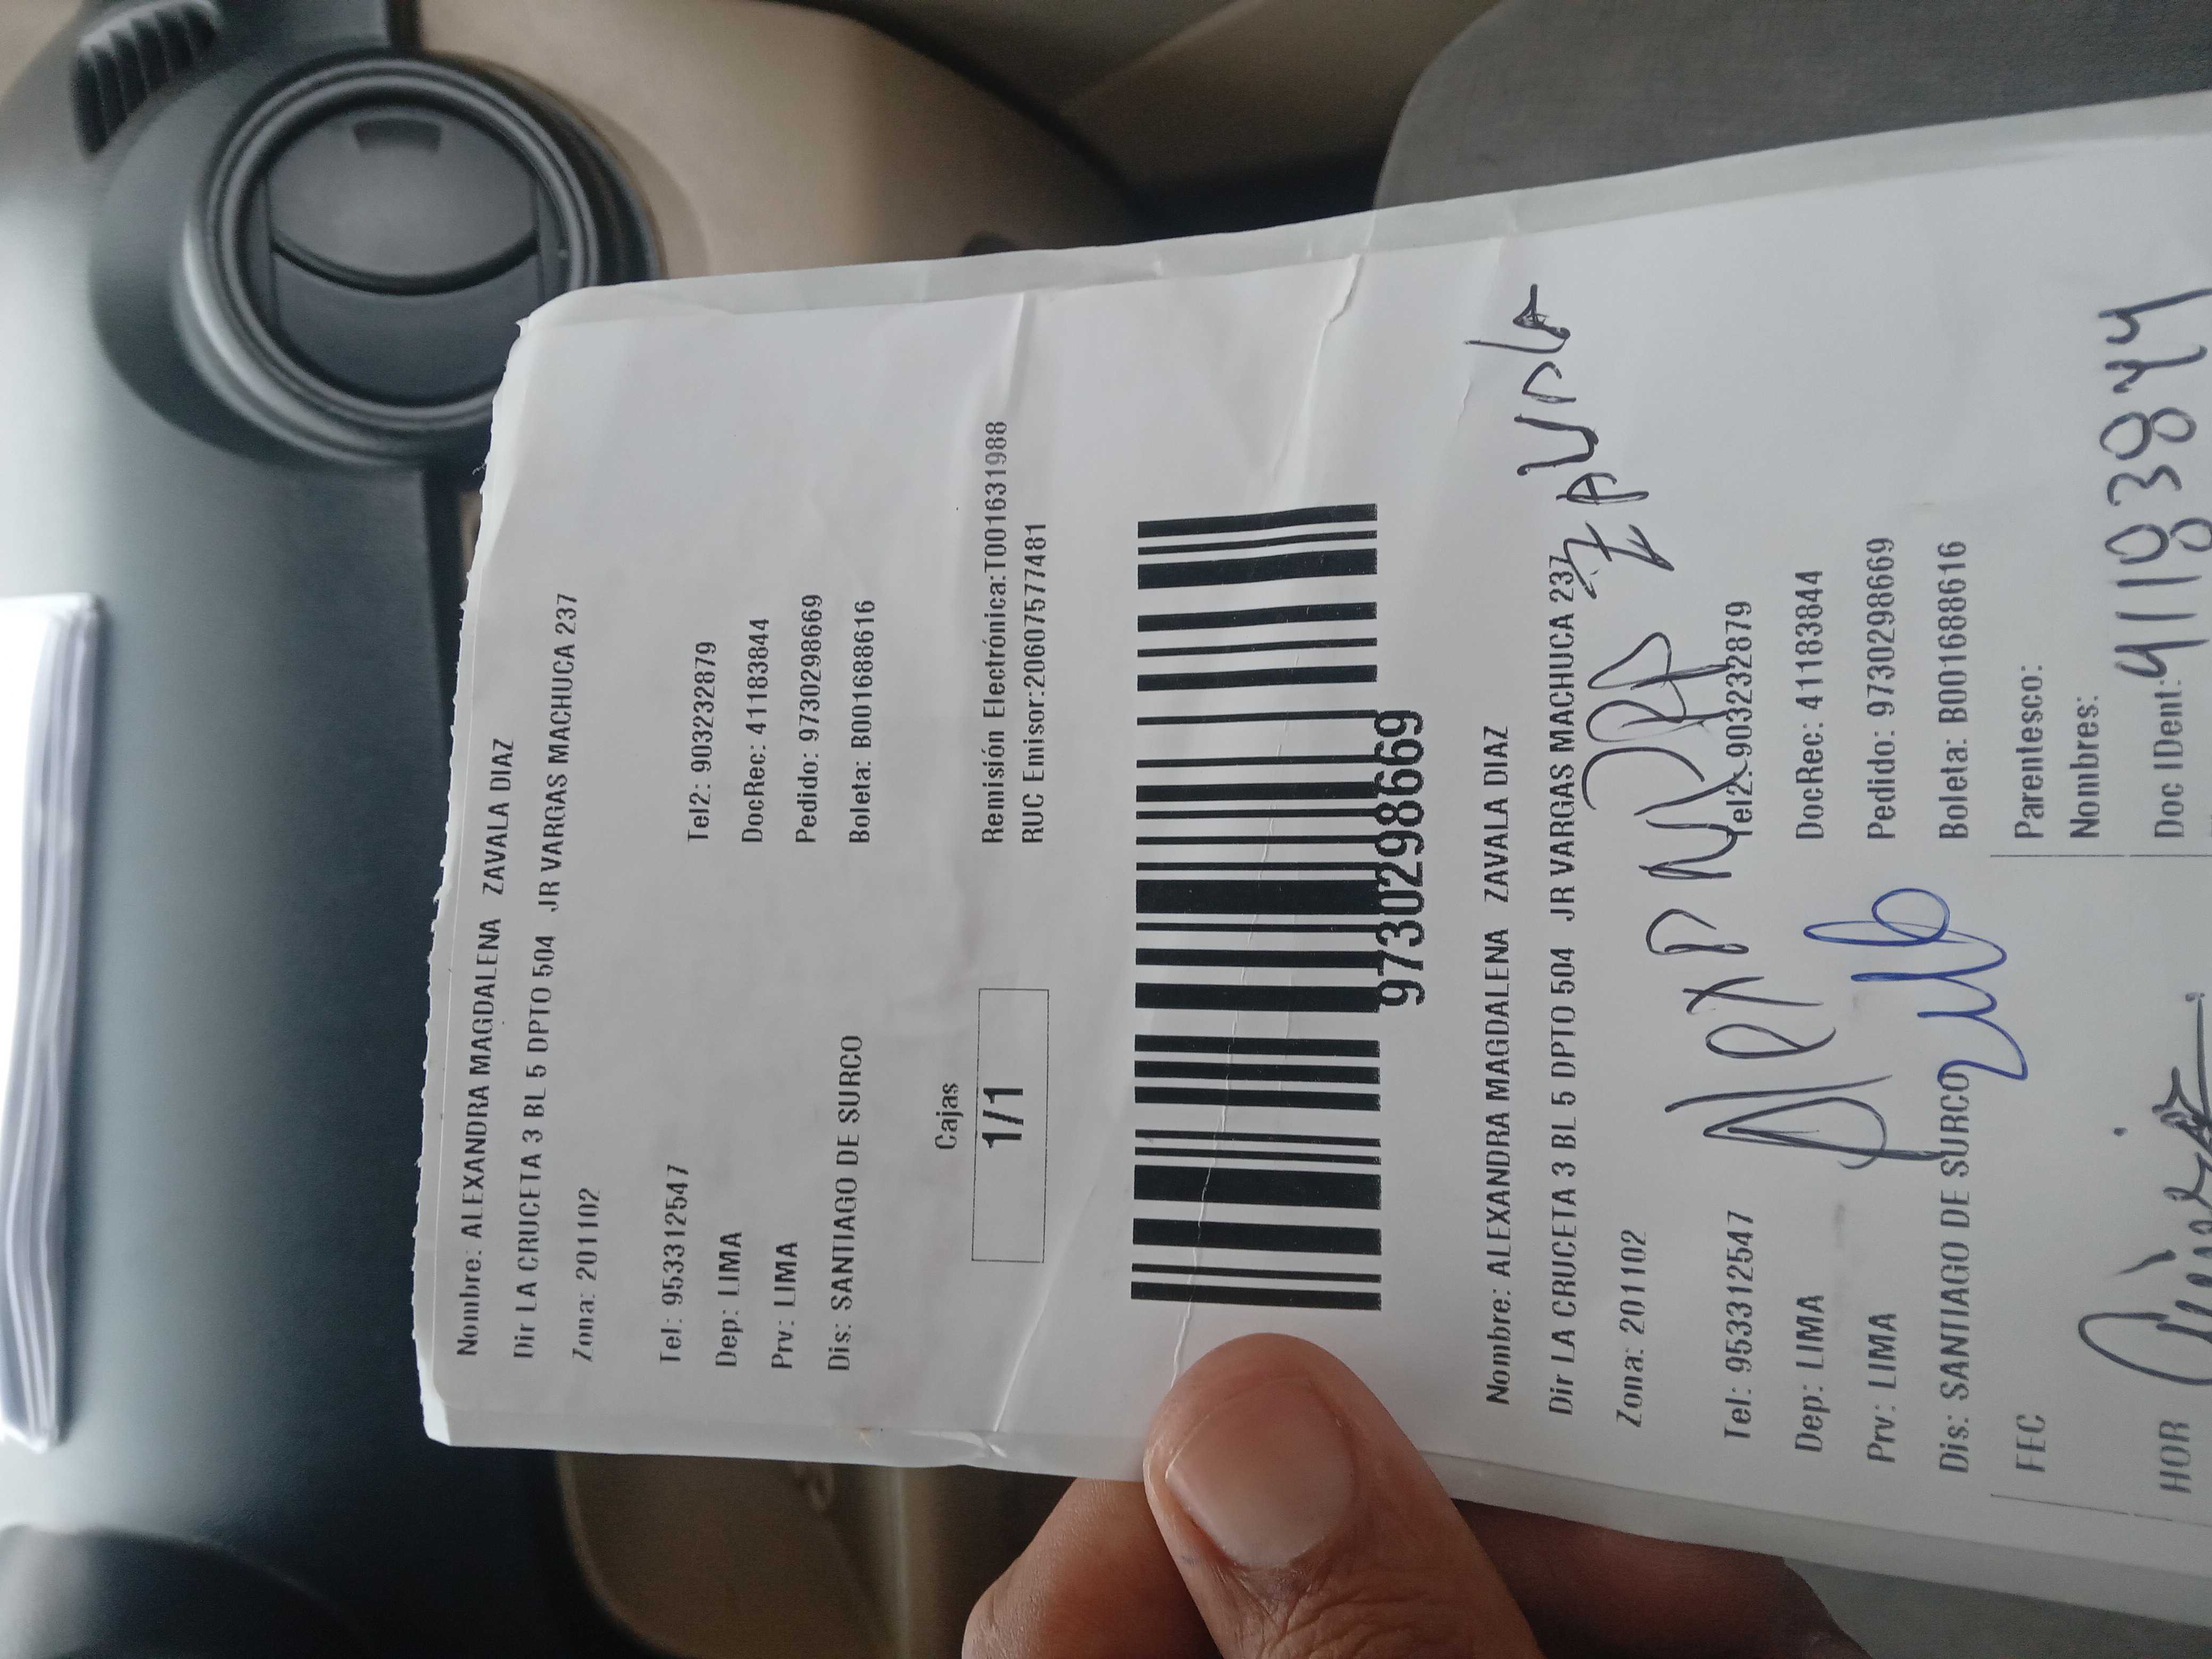 Nombre: ALEXANDRA MAGDALENA ZAVALA DIAZ
Dir LA CRUCETA 3 BL 5 DPTO 504 JR VARGAS MACHUCA 237
Zona: 201102
Tel: 953312547 Tel2: 903232879
Dep: LIMA DocRec: 41183844
Prv: LIMA Pedido: 9730298669
Dis: SANTIAGO DE SURCO Boleta: B001688616
Cajas
1/1
Remisión Electrónica:T001631988
RUC Emisor:20607577481
9730298669
Nombre: ALEXANDRA MAGDALENA ZAVALA DIAZ
Dir LA CRUCETA 3 BL 5 DPTO 504 JR VARGAS MACHUCA 237
Zona: 201102
Alexandra Zavala
Tel: 953312547 Tel2: 903232879
Dep: LIMA DocRec: 41183844
Prv: LIMA Pedido: 9730298669
Dis: SANTIAGO DE SURCO Boleta: B001688616
FEC Parentesco:
Nombres:
HOR Doc IDent: 41183844